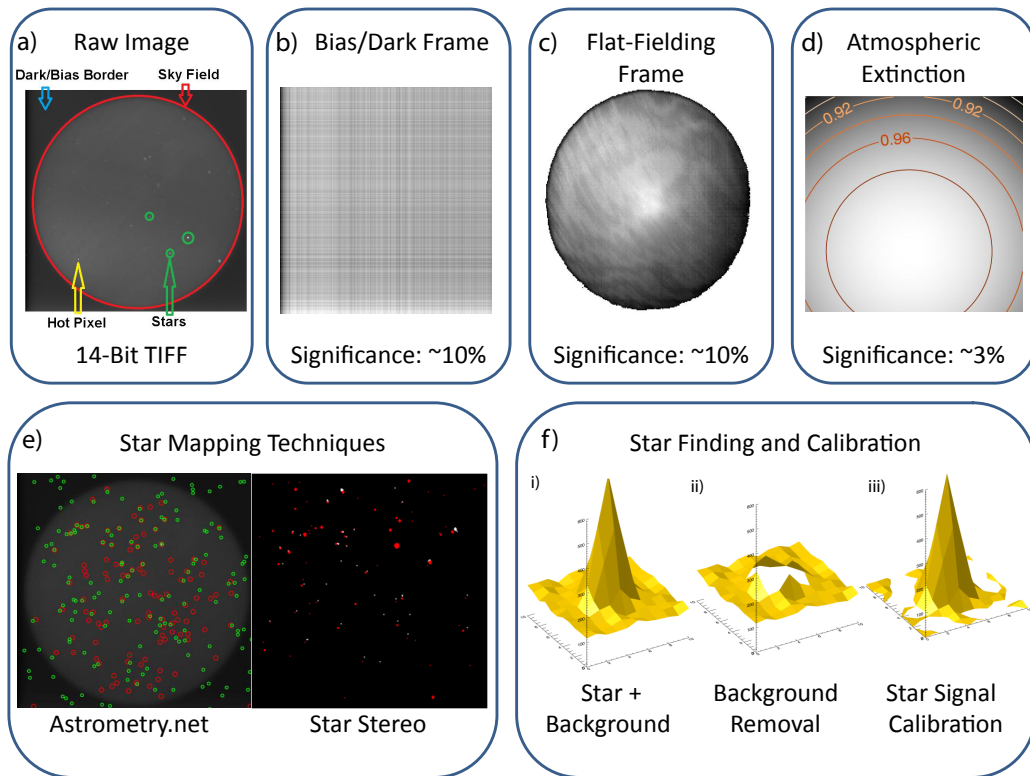 a) Raw Image
Dark/Bias Border Sky Field
Hot Pixel Stars
14-Bit TIFF
b) Bias/Dark Frame
Significance: ~10%
c) Flat-Fielding
Frame
Significance: ~10%
d) Atmospheric
Extinction
0.92 0.92
0.96
Significance: ~3%
e) Star Mapping Techniques
Astrometry.net Star Stereo
f) Star Finding and Calibration
i) ii) iii)
Star +
Background
Background
Removal
Star Signal
Calibration